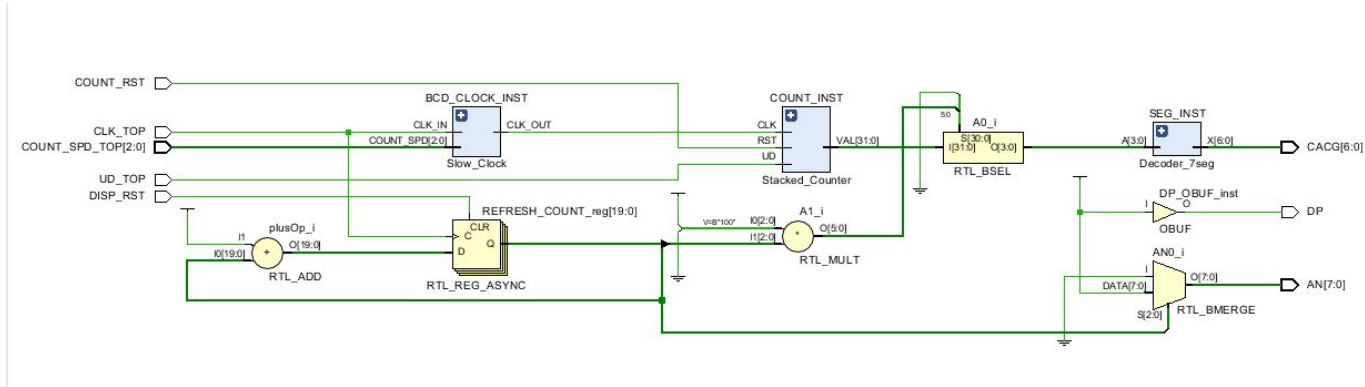 COUNT_RST
CLK_TOP
COUNT_SPD_TOP[2:0]
UD_TOP
DISP_RST
BCD_CLOCK_INST
CLK_IN
CLK_OUT
COUNT_SPD[2:0]
Slow_Clock
COUNT_INST
CLK
RST
UD
VAL[31:0]
Stacked_Counter
5:0
A0_i
S[30:0]
I[31:0]
O[3:0]
RTL_BSEL
SEG_INST
A[3:0]
X[6:0]
Decoder_7seg
CACG[6:0]
DP_OBUF_inst
I
O
OBUF
DP
plusOp_i
I1
I0[19:0]
+
O[19:0]
RTL_ADD
REFRESH_COUNT_reg[19:0]
CLR
C
D
Q
RTL_REG_ASYNC
V=B"100"
A1_i
I0[2:0]
I1[2:0]
*
O[5:0]
RTL_MULT
AN0_i
I
DATA[7:0]
S[2:0]
O[7:0]
RTL_BMERGE
AN[7:0]